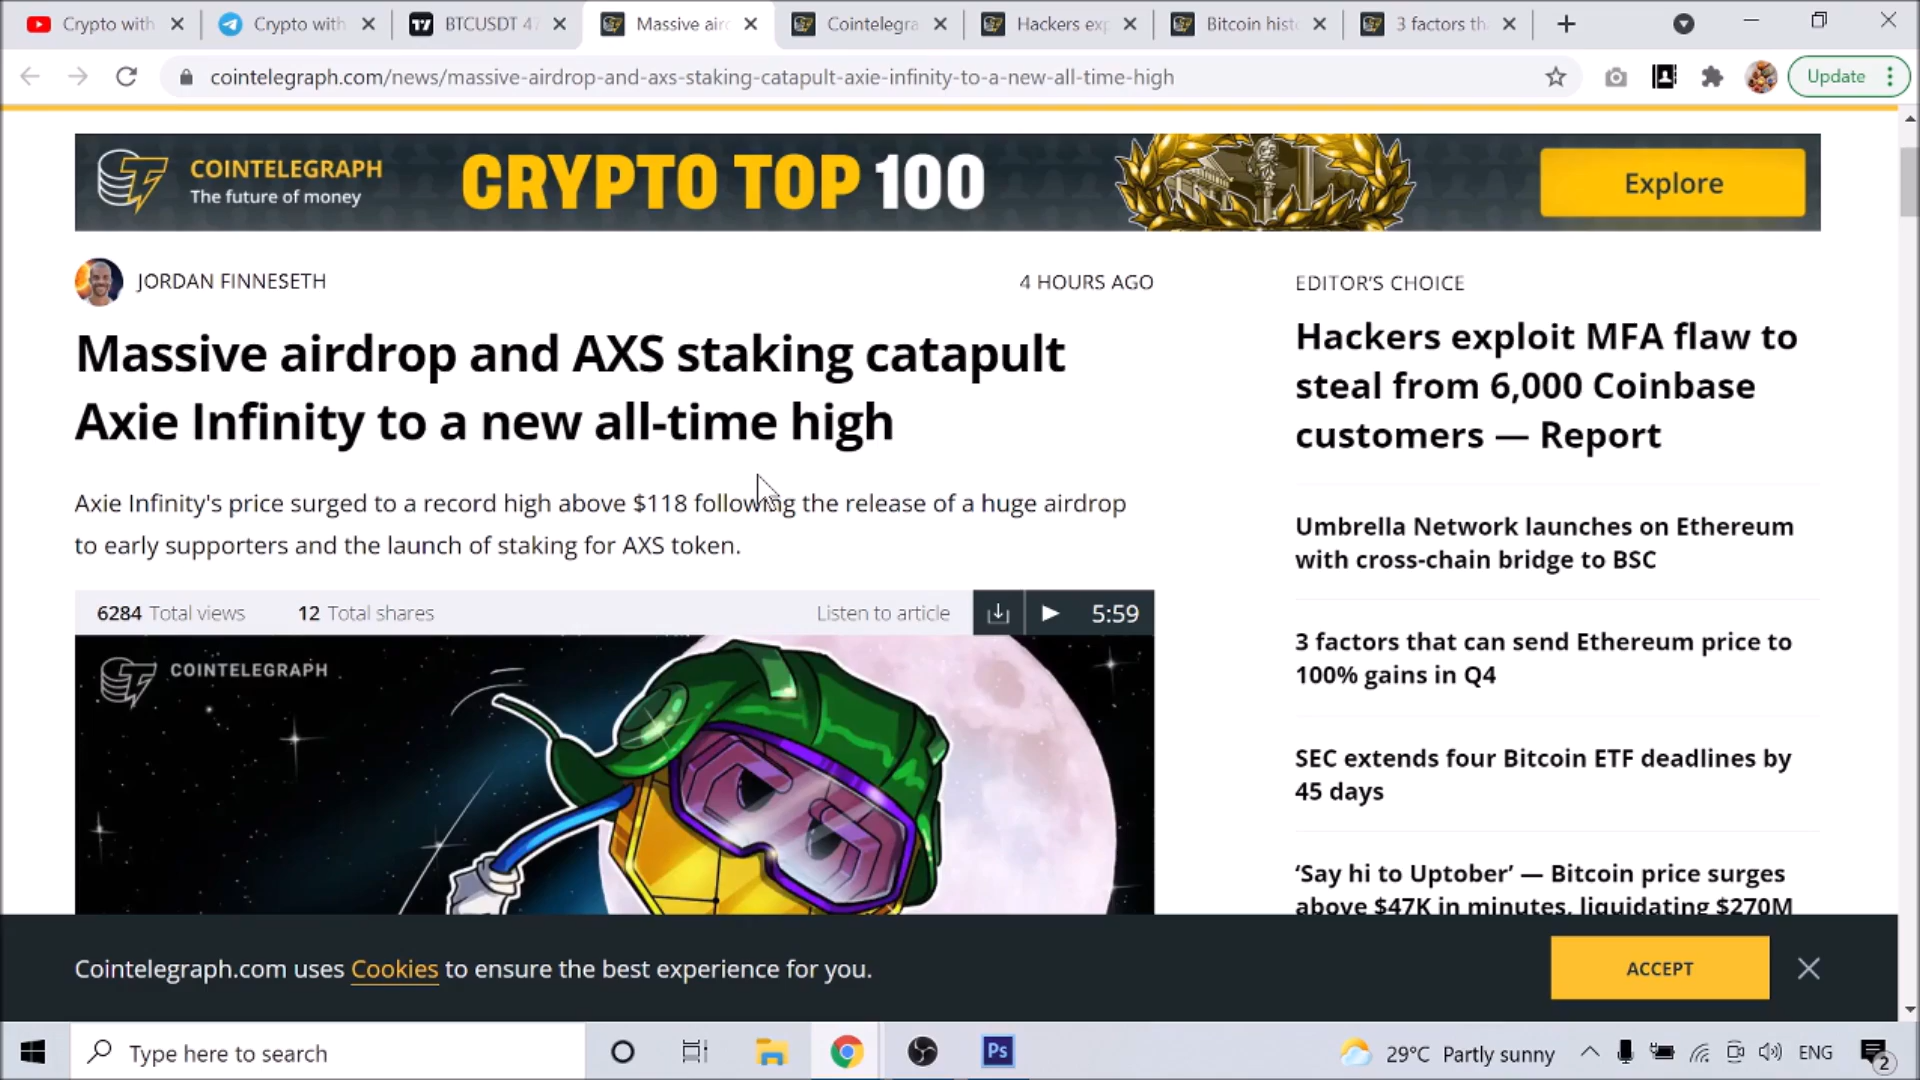 Crypto with
Crypto with
BTCUSDT 47
Massive airc
Cointelegra
Hackers exp
Bitcoin hist
3 factors th
cointelegraph.com/news/massive-airdrop-and-axs-staking-catapult-axie-infinity-to-a-new-all-time-high
Update
COINTELEGRAPH
The future of money
CRYPTO TOP 100
Explore
JORDAN FINNESETH
4 HOURS AGO
Massive airdrop and AXS staking catapult
Axie Infinity to a new all-time high
Axie Infinity's price surged to a record high above $118 following the release of a huge airdrop
to early supporters and the launch of staking for AXS token.
6284 Total views
12 Total shares
Listen to article
5:59
COINTELEGRAPH
EDITOR'S CHOICE
Hackers exploit MFA flaw to
steal from 6,000 Coinbase
customers — Report
Umbrella Network launches on Ethereum
with cross-chain bridge to BSC
3 factors that can send Ethereum price to
100% gains in Q4
SEC extends four Bitcoin ETF deadlines by
45 days
‘Say hi to Uptober’ — Bitcoin price surges
above $47K in minutes, liquidating $270M
Cointelegraph.com uses Cookies to ensure the best experience for you.
ACCEPT
Type here to search
Ps
29°C Partly sunny
ENG
2